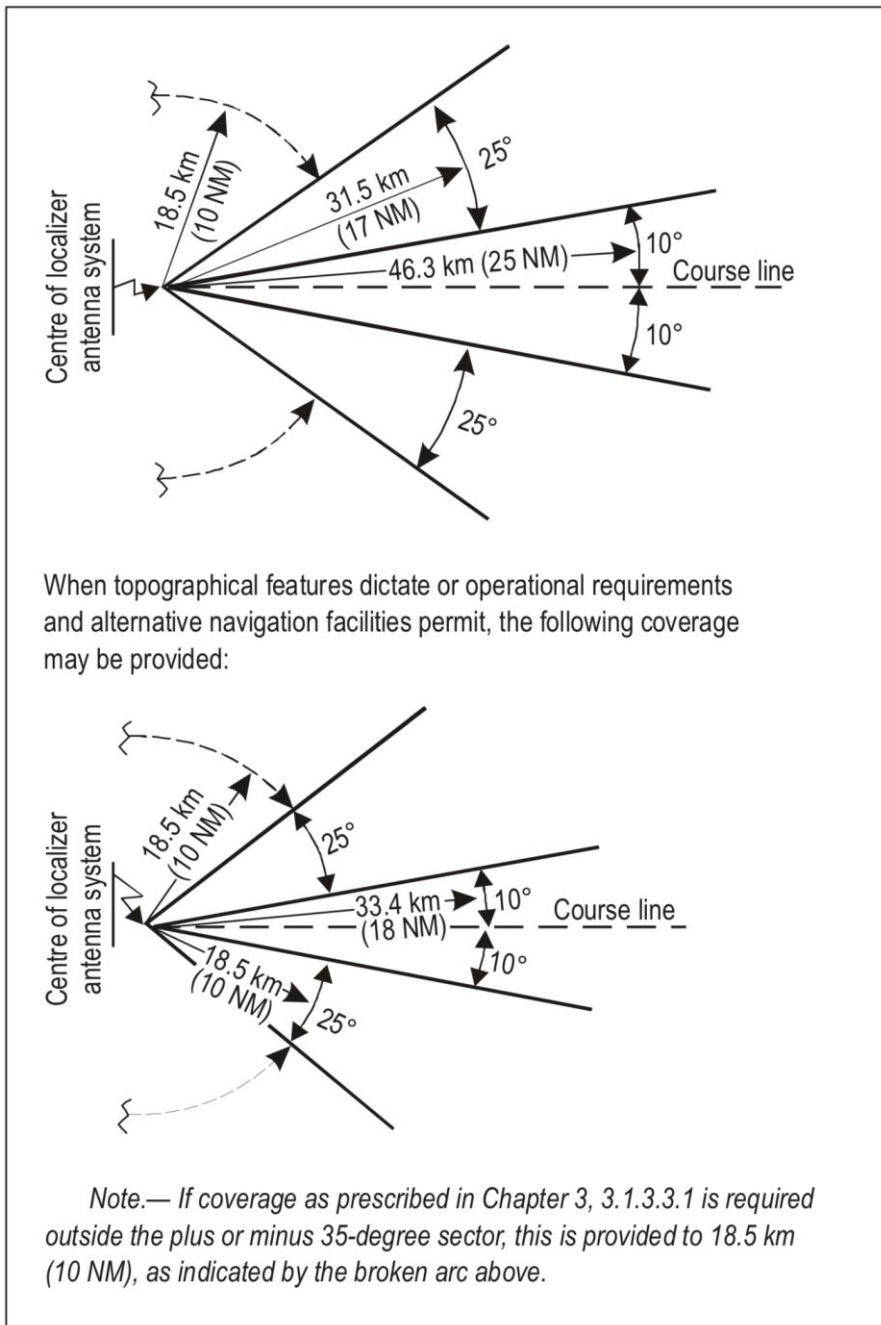 18.5 km
(10 NM)
25°
31.5 km
(17 NM)
10°
46.3 km (25 NM)
Course line
Centre of localizer
antenna system
10°
25°
When topographical features dictate or operational requirements
and alternative navigation facilities permit, the following coverage
may be provided:
18.5 km
(10 NM)
25°
Centre of localizer
antenna system
33.4 km
(18 NM)
10°
Course line
10°
18.5 km
(10 NM)
25°
Note.— If coverage as prescribed in Chapter 3, 3.1.3.3.1 is required
outside the plus or minus 35-degree sector, this is provided to 18.5 km
(10 NM), as indicated by the broken arc above.